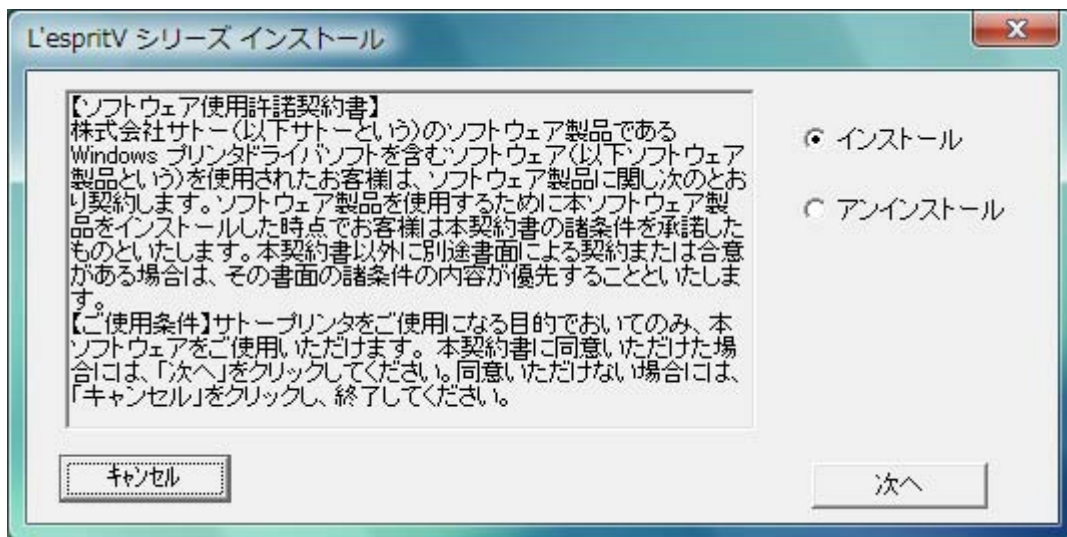 L'espritV シリーズ インストール
【ソフトウェア使用許諾契約書】
株式会社サトー(以下サトーという)のソフトウェア製品である
Windows プリンタドライバソフトを含むソフトウェア(以下ソフトウェア
製品という)を使用されたお客様は、ソフトウェア製品に関し次のとお
り契約します。ソフトウェア製品を使用するために本ソフトウェア製
品をインストールした時点でお客様は本契約書の諸条件を承諾した
ものといたします。本契約書以外に別途書面による契約または合意
がある場合は、その書面の諸条件の内容が優先することといたしま
す。
【ご使用条件】サトープリンタをご使用になる目的でおいてのみ、本
ソフトウェアをご使用いただけます。本契約書に同意いただけた場
合には、「次へ」をクリックしてください。同意いただけない場合には、
「キャンセル」をクリックし、終了してください。
インストール
アンインストール
キャンセル
次へ